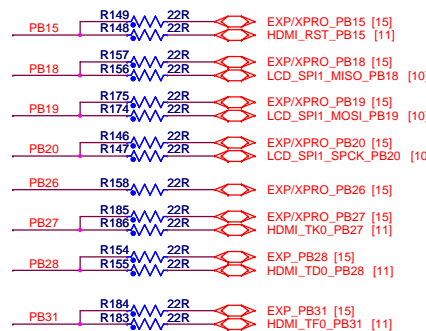 R149 22R EXP/XPRO_PB15 [15]
PB15 R148 22R HDMI_RST_PB15 [11]
R157 22R EXP/XPRO_PB18 [15]
PB18 R156 22R LCD_SPI1_MISO_PB18 [10]
R175 22R EXP/XPRO_PB19 [15]
PB19 R174 22R LCD_SPI1_MOSI_PB19 [10]
R146 22R EXP/XPRO_PB20 [15]
PB20 R147 22R LCD_SPI1_SPCK_PB20 [10
PB26 R158 22R EXP/XPRO_PB26 [15]
R185 22R EXP/XPRO_PB27 [15]
PB27 R186 22R HDMI_TK0_PB27 [11]
R154 22R EXP_PB28 [15]
PB28 R155 22R HDMI_TD0_PB28 [11]
R184 22R EXP_PB31 [15]
PB31 R183 22R HDMI_TF0_PB31 [11]